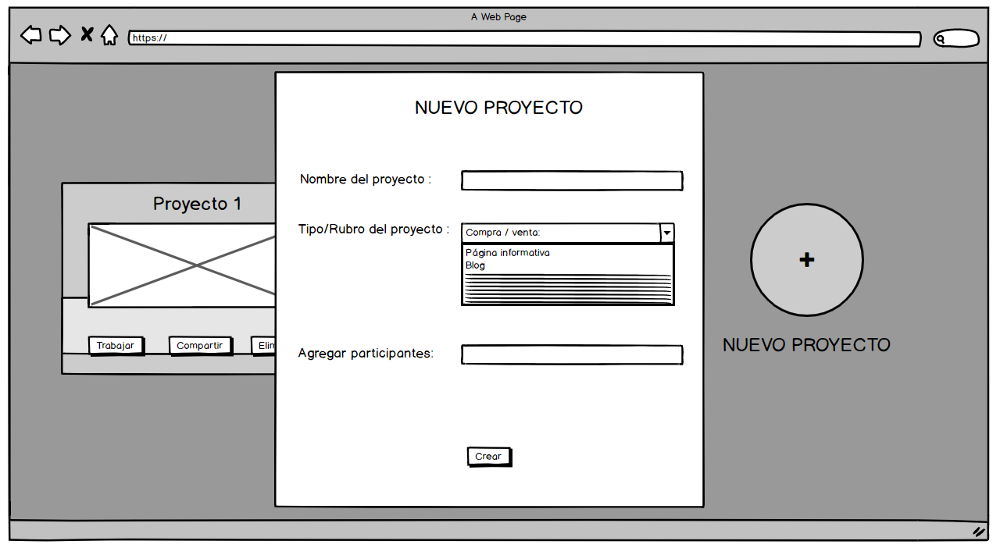 A Web Page
https://
NUEVO PROYECTO
Nombre del proyecto :
Proyecto 1
Tipo/Rubro del proyecto :
Compra / venta:
Página informativa
Blog
Trabajar
Compartir
Elim
Agregar participantes:
NUEVO PROYECTO
Crear